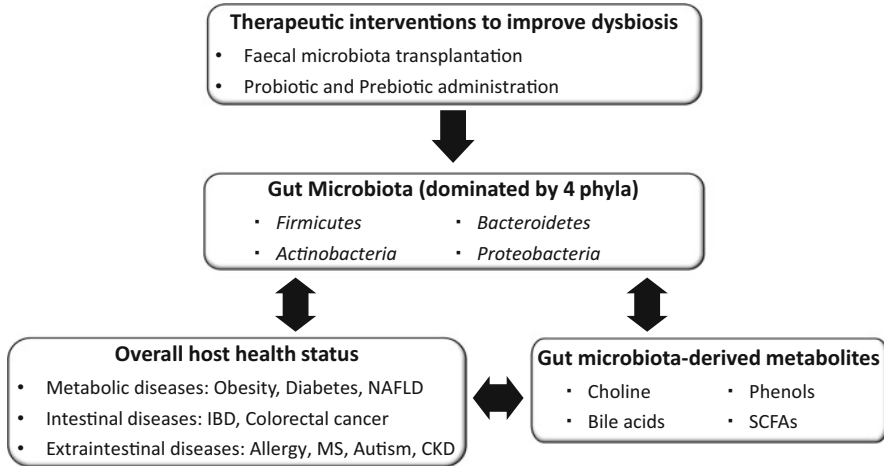 Therapeutic interventions to improve dysbiosis
• Faecal microbiota transplantation
• Probiotic and Prebiotic administration
Gut Microbiota (dominated by 4 phyla)
▪ Firmicutes ▪ Bacteroidetes
▪ Actinobacteria ▪ Proteobacteria
Overall host health status
• Metabolic diseases: Obesity, Diabetes, NAFLD
• Intestinal diseases: IBD, Colorectal cancer
• Extraintestinal diseases: Allergy, MS, Autism, CKD
Gut microbiota-derived metabolites
▪ Choline ▪ Phenols
▪ Bile acids ▪ SCFAs